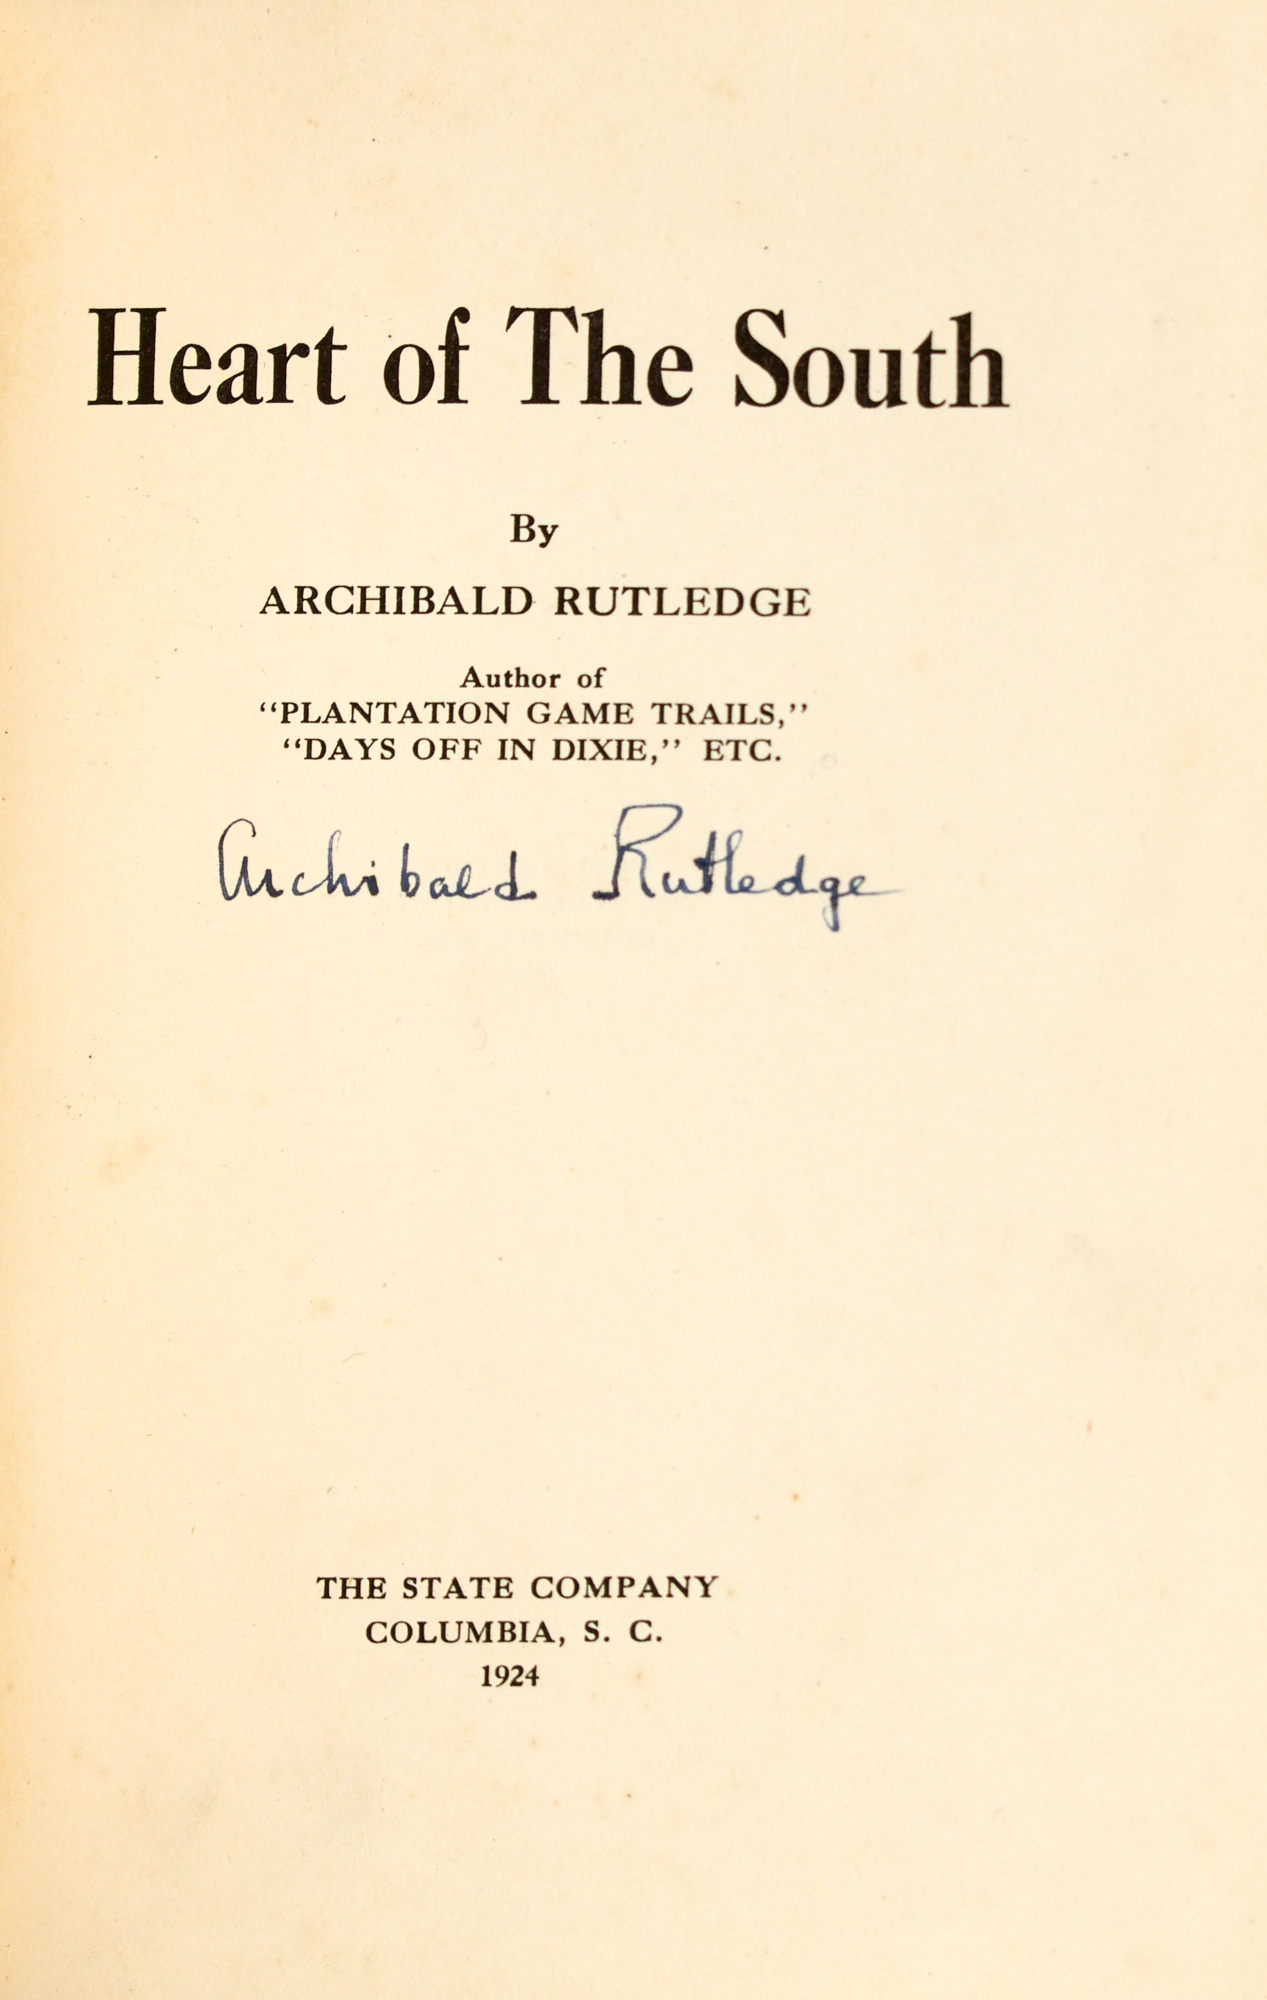 Heart of The South
By
ARCHIBALD RUTLEDGE
Author of
"PLANTATION GAME TRAILS,"
"DAYS OFF IN DIXIE," ETC.
Archibald Rutledge
THE STATE COMPANY
COLUMBIA, S. C.
1924